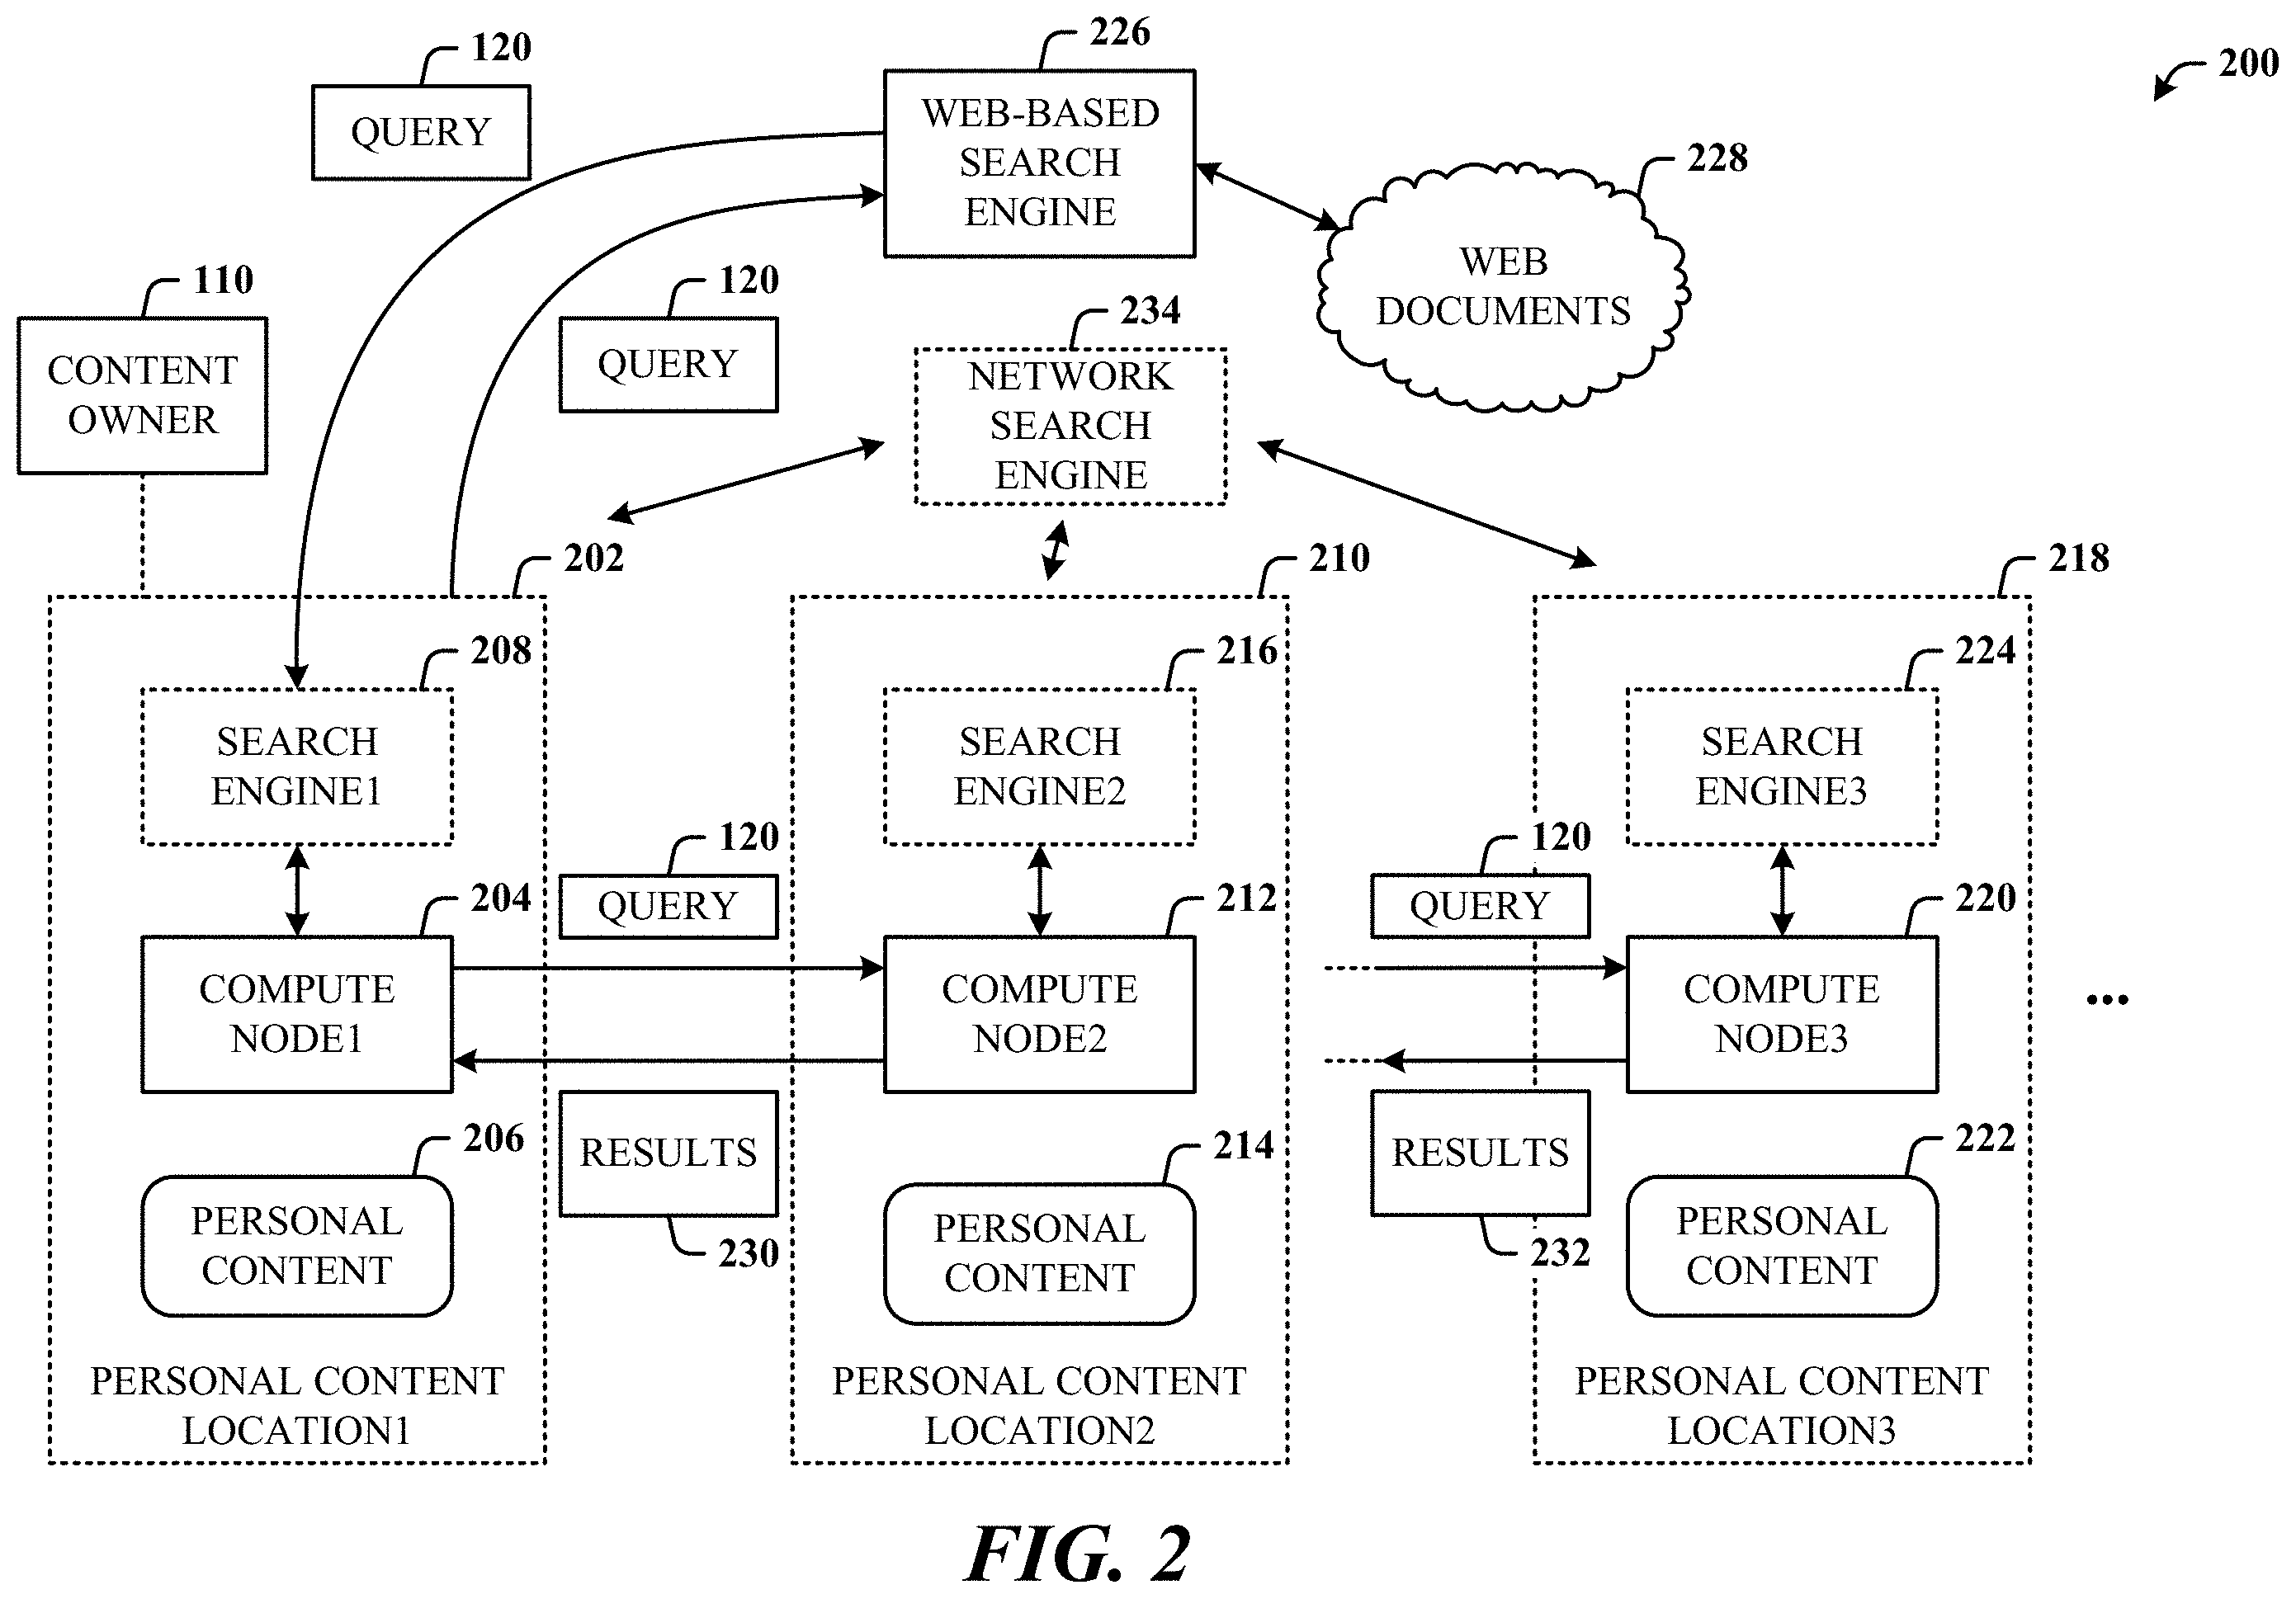 120
QUERY
226
WEB-BASED
SEARCH
ENGINE
200
228
WEB
DOCUMENTS
110
CONTENT
OWNER
120
QUERY
234
NETWORK
SEARCH
ENGINE
202
210
218
208
SEARCH
ENGINE1
216
SEARCH
ENGINE2
224
SEARCH
ENGINE3
204
COMPUTE
NODE1
120
QUERY
212
COMPUTE
NODE2
120
QUERY
220
COMPUTE
NODE3
...
206
PERSONAL
CONTENT
RESULTS
230
214
PERSONAL
CONTENT
RESULTS
232
222
PERSONAL
CONTENT
PERSONAL CONTENT
LOCATION1
PERSONAL CONTENT
LOCATION2
PERSONAL CONTENT
LOCATION3
FIG. 2